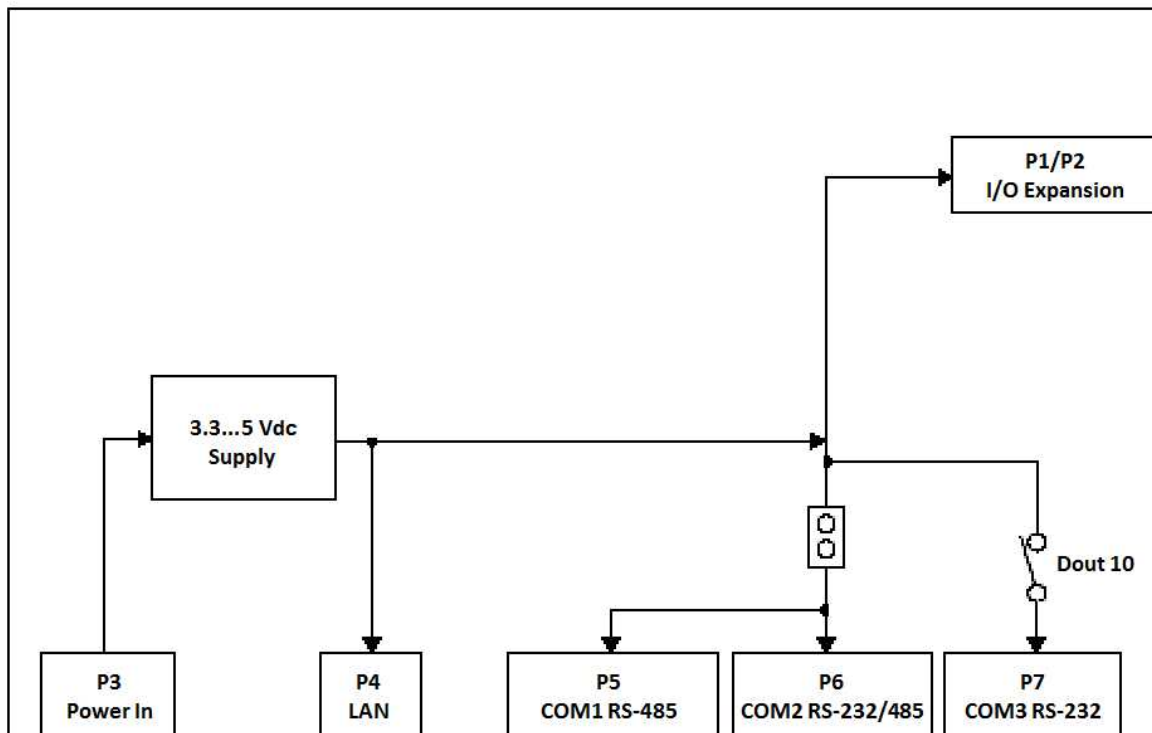 P1/P2
I/O Expansion
3.3...5 Vdc
Supply
Dout 10
P3
Power In
P4
LAN
P5
COM1 RS-485
P6
COM2 RS-232/485
P7
COM3 RS-232